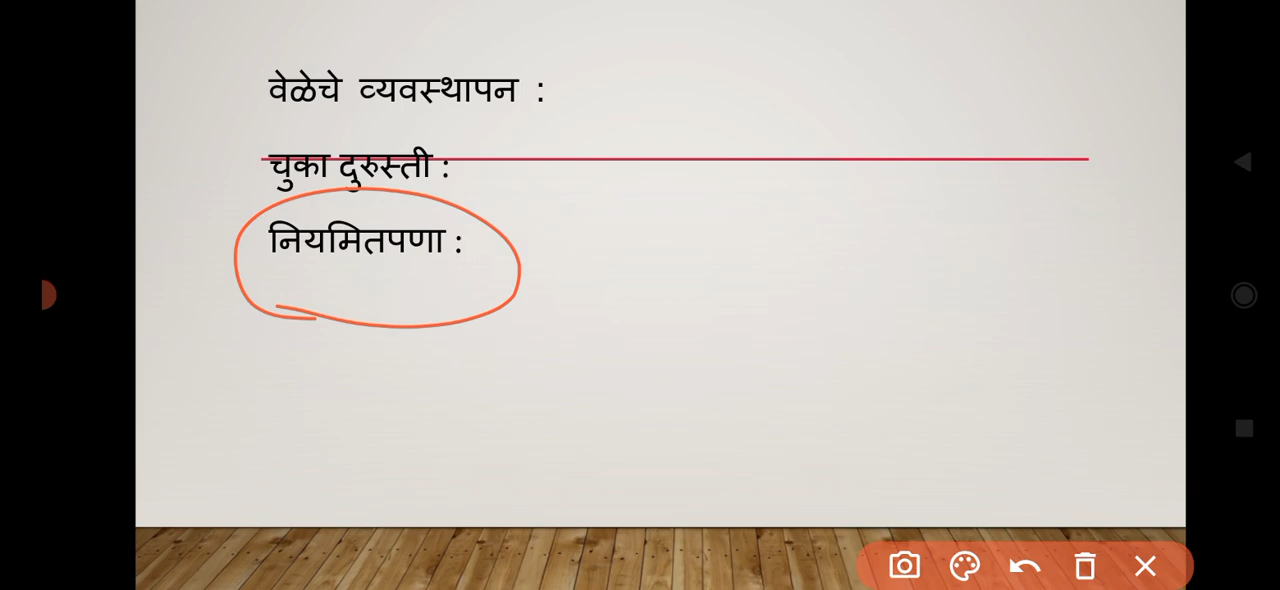 वेळेचे व्यवस्थापन :
चुका दुरुस्ती :
नियमितपणा :